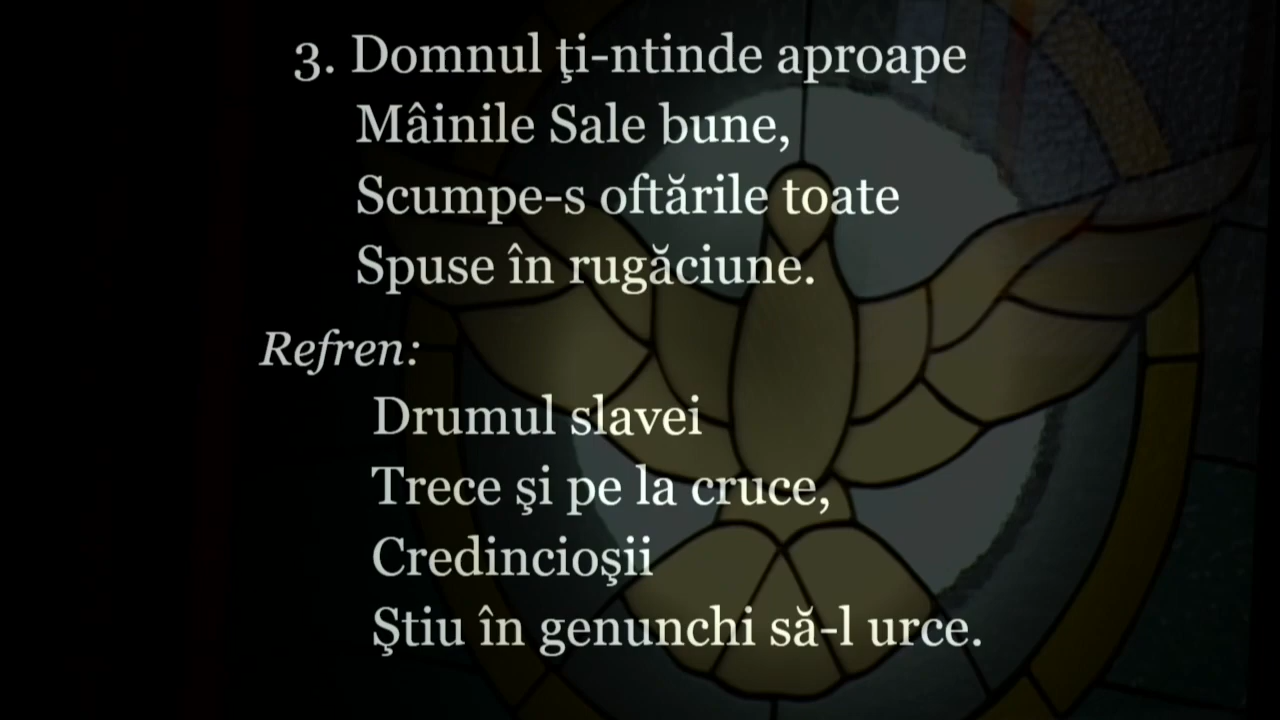 3. Domnul ţi-ntinde aproape
Mâinile Sale bune,
Scumpe-s oftările toate
Spuse în rugăciune.
Refren:
Drumul slavei
Trece şi pe la cruce,
Credincioşii
Ştiu în genunchi să-l urce.